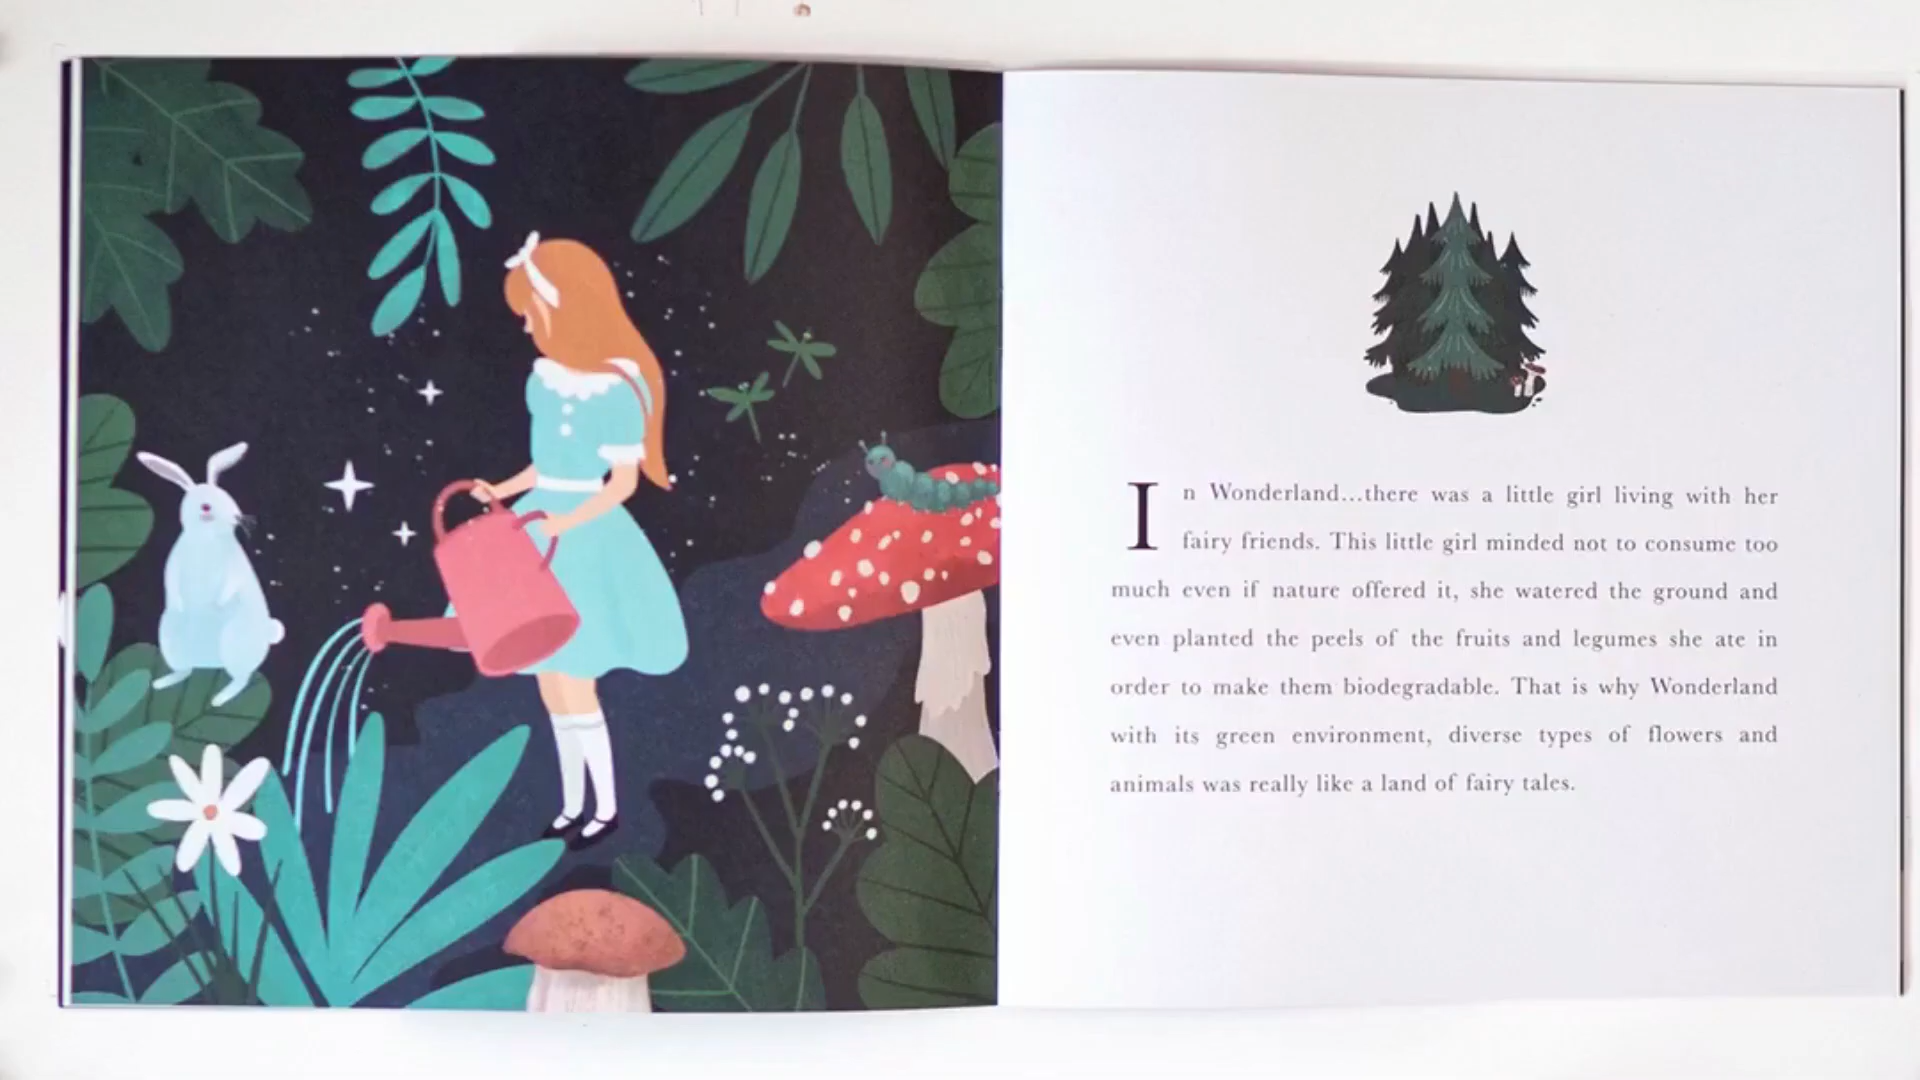 In Wonderland...there was a little girl living with her
fairy friends. This little girl minded not to consume too
much even if nature offered it, she watered the ground and
even planted the peels of the fruits and legumes she ate in
order to make them biodegradable. That is why Wonderland
with its green environment, diverse types of flowers and
animals was really like a land of fairy tales.